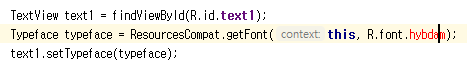 TextView text1 = findViewById(R.id.text1);
Typeface typeface = ResourcesCompat.getFont( context: this, R.font.hybdam);
text1.setTypeface(typeface);